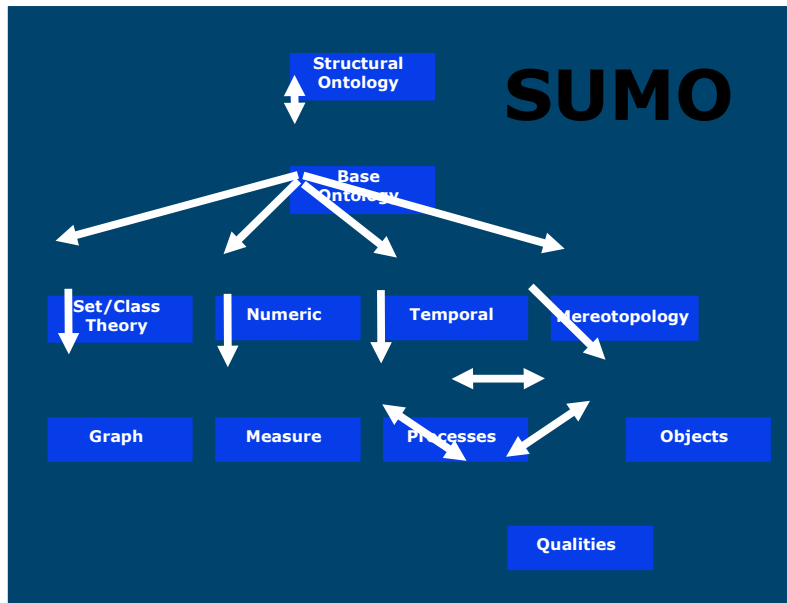 Structural
Ontology
SUMO
Base
Ontology
Set/Class
Theory
Numeric
Temporal
Mereotopology
Graph
Measure
Processes
Objects
Qualities